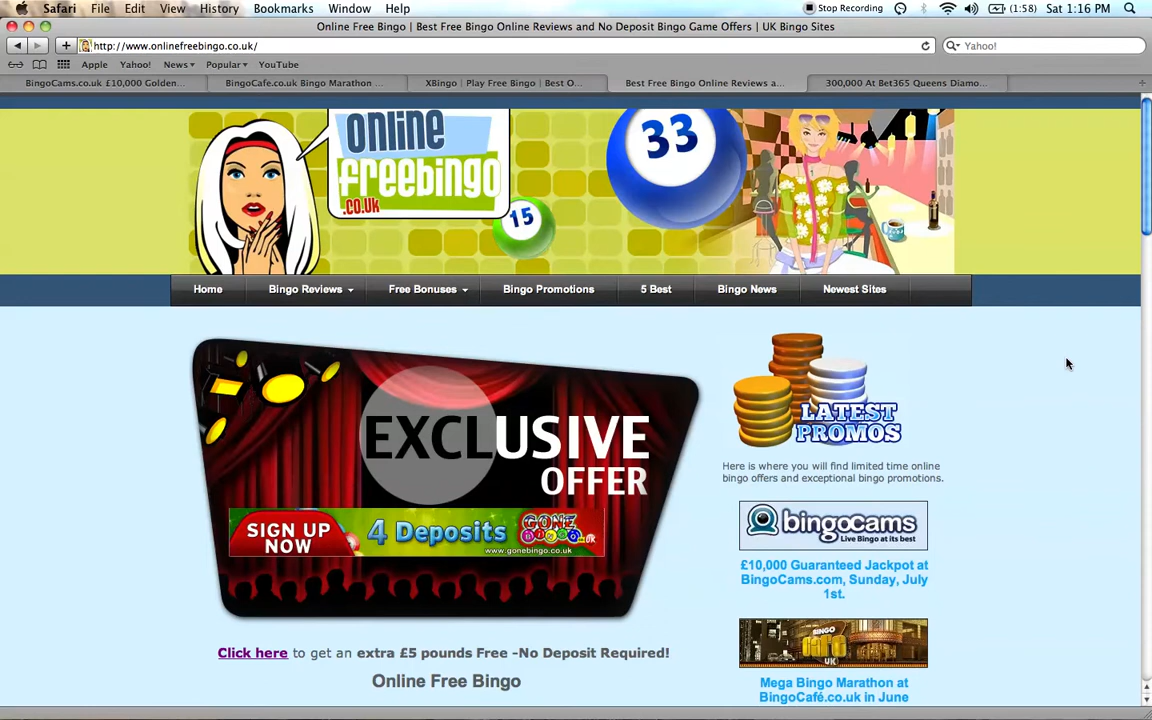 Safari File Edit View History Bookmarks Window Help Stop Recording (1:58) Sat 1:16 PM
Online Free Bingo | Best Free Bingo Online Reviews and No Deposit Bingo Game Offers | UK Bingo Sites
http://www.onlinefreebingo.co.uk/ Yahoo!
Apple Yahoo! News Popular YouTube
BingoCams.co.uk £10,000 Golden... BingoCafe.co.uk Bingo Marathon ... XBingo | Play Free Bingo | Best O... Best Free Bingo Online Reviews a... 300,000 At Bet365 Queens Diamo...
online
freebingo
.co.uk
33
15
Home Bingo Reviews Free Bonuses Bingo Promotions 5 Best Bingo News Newest Sites
EXCLUSIVE
OFFER
SIGN UP
NOW
4 Deposits
GONE
BINGO
www.gonebingo.co.uk
Click here to get an extra £5 pounds Free -No Deposit Required!
Online Free Bingo
LATEST
PROMOS
Here is where you will find limited time online
bingo offers and exceptional bingo promotions.
bingocams
Live Bingo at its best
£10,000 Guaranteed Jackpot at
BingoCams.com, Sunday, July
1st.
BINGO
Café
UK
Mega Bingo Marathon at
BingoCafé.co.uk in June